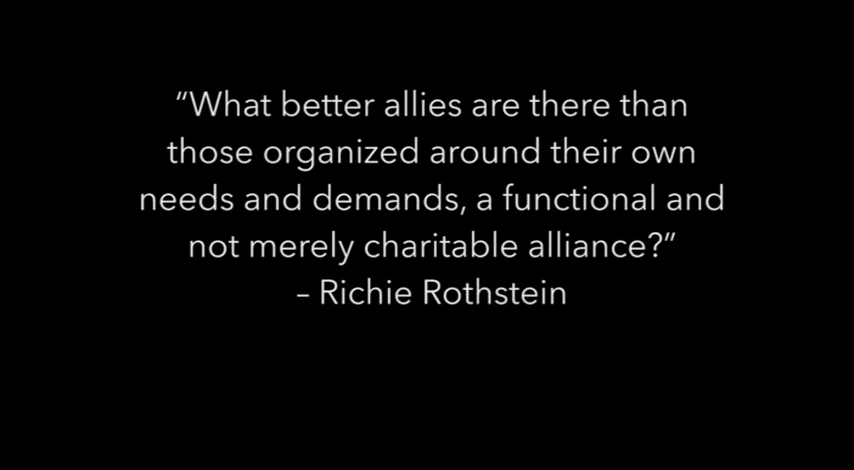 “What better allies are there than
those organized around their own
needs and demands, a functional and
not merely charitable alliance?”
– Richie Rothstein